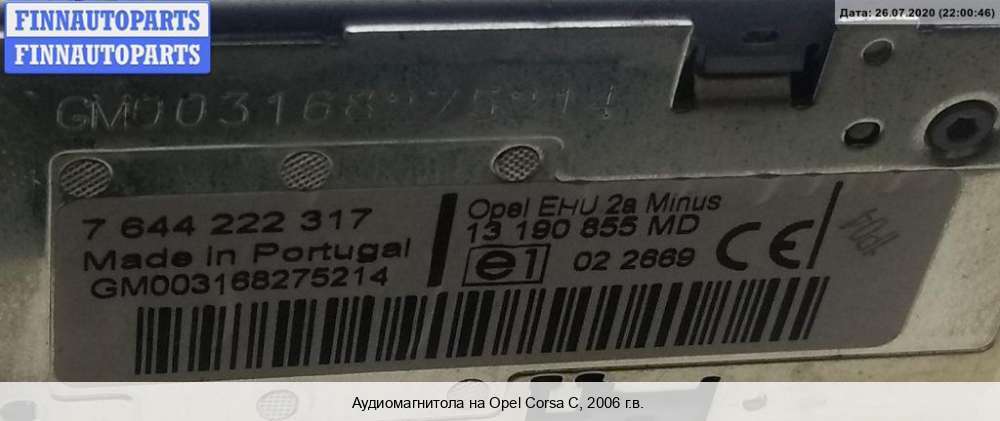 FINNAUTOPARTS
FINNAUTOPARTS
Дата: 26.07.2020 (22:00:46)
7 644 222 317
Made in Portugal
GM003168275214
Opel EHU 2a Minus
13 190 855 MD
e1 02 2669 CE
Аудиомагнитола на Opel Corsa C, 2006 г.в.